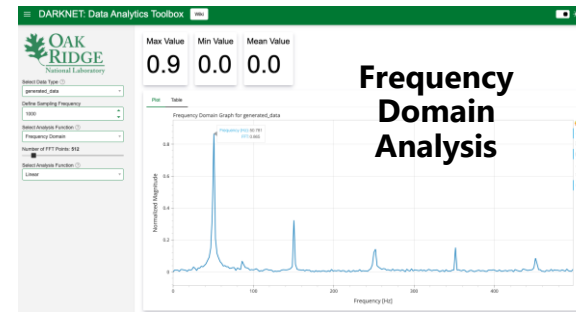 DARKNET: Data Analytics Toolbox
Wiki
OAK
RIDGE
National Laboratory
Select Data Type
generated_data
Define Sampling Frequency
1000
Select Analysis Function
Frequency Domain
Number of FFT Points: 512
Select Analysis Function
Linear
Max Value
0.9
Min Value
0.0
Mean Value
0.0
Frequency
Domain
Analysis
Plot
Table
Frequency Domain Graph for generated_data
Normalized Magnitude
0.8
0.6
0.4
0.2
0
0
100
200
300
400
Frequency [Hz]